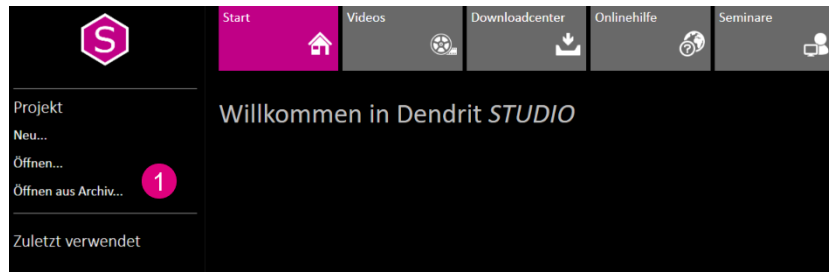 S
Start
Videos
Downloadcenter
Onlinehilfe
Seminare
Projekt
Neu...
Öffnen...
Öffnen aus Archiv...
1
Zuletzt verwendet
Willkommen in Dendrit STUDIO